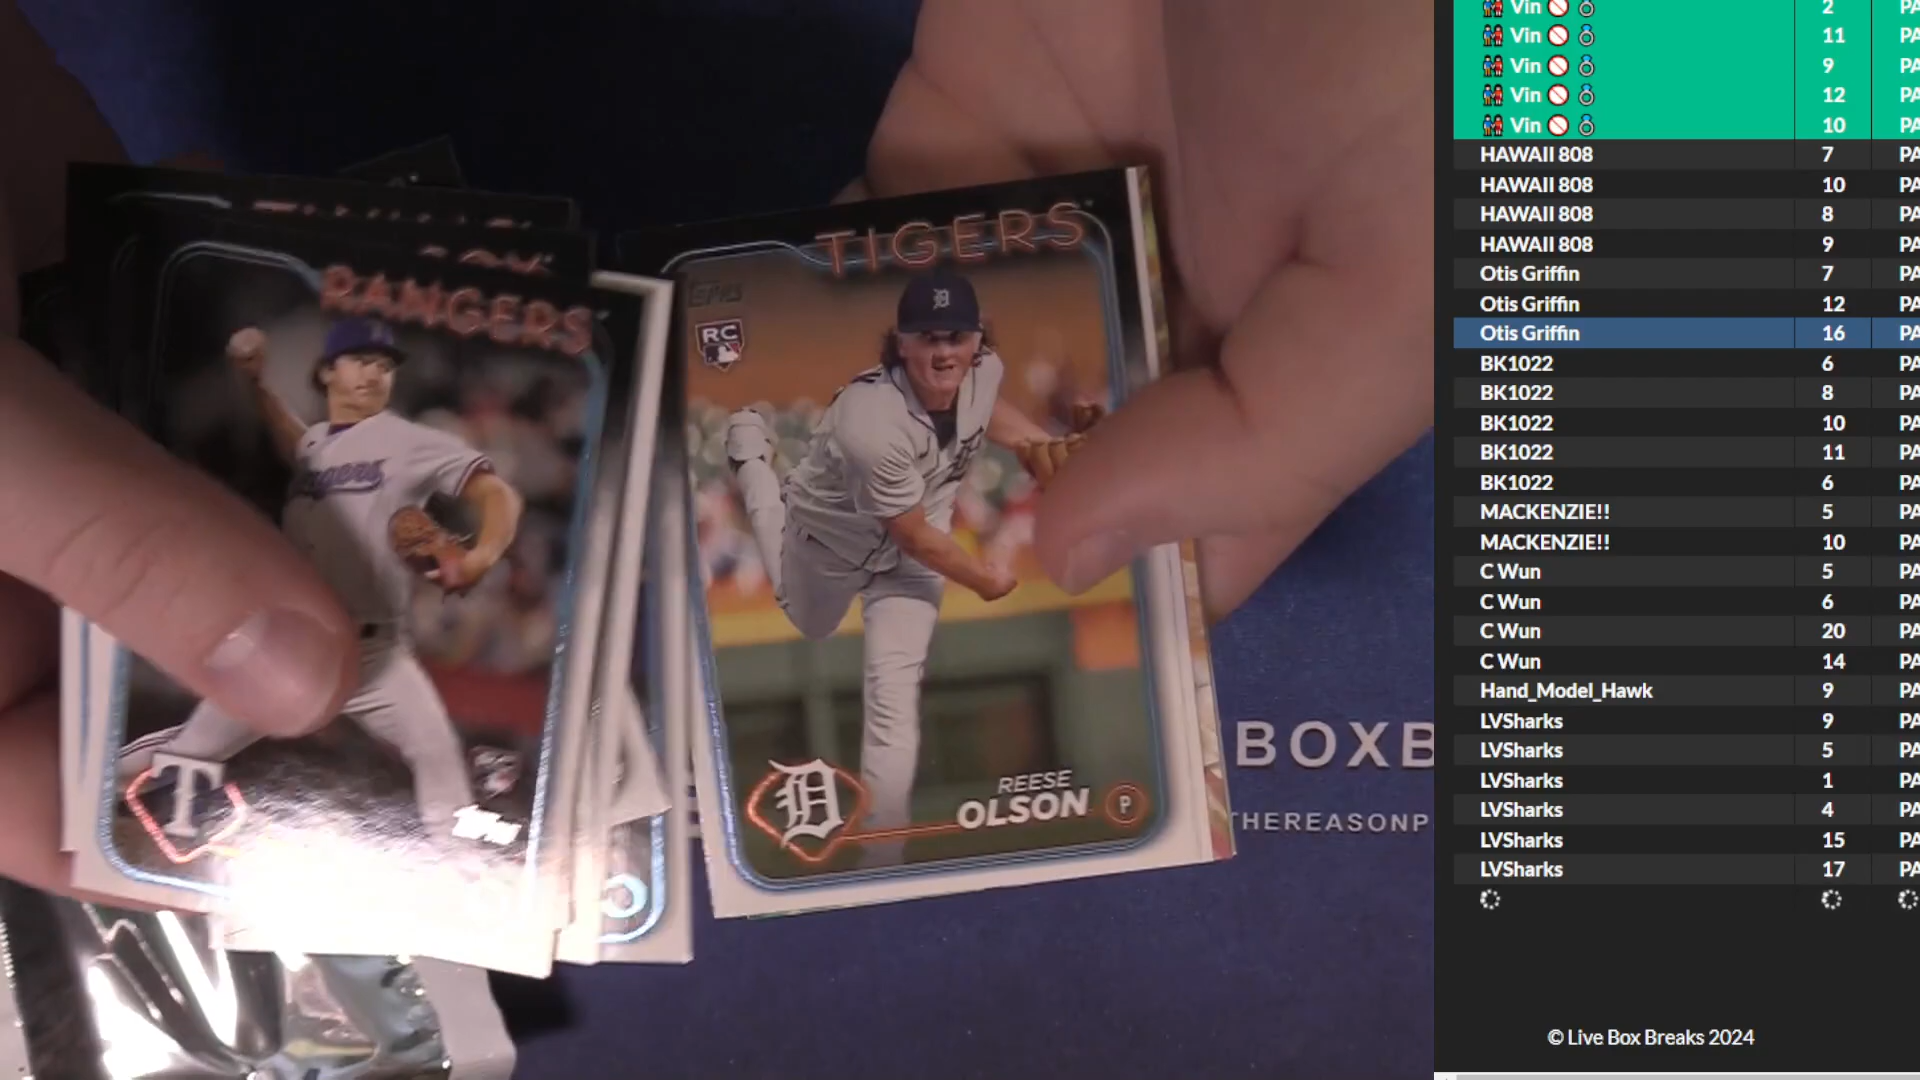 TIGERS
RC
REESE
OLSON
P
RANGERS
Rangers
T
Topps
BOXB
THEREASONP
Vin 2
Vin 11
Vin 9
Vin 12
Vin 10
HAWAII 808 7 PA
HAWAII 808 10 PA
HAWAII 808 8 PA
HAWAII 808 9 PA
Otis Griffin 7 PA
Otis Griffin 12 PA
Otis Griffin 16 PA
BK1022 6 PA
BK1022 8 PA
BK1022 10 PA
BK1022 11 PA
BK1022 6 PA
MACKENZIE!! 5 PA
MACKENZIE!! 10 PA
C Wun 5 PA
C Wun 6 PA
C Wun 20 PA
C Wun 14 PA
Hand_Model_Hawk 9 PA
LVSharks 9 PA
LVSharks 5 PA
LVSharks 1 PA
LVSharks 4 PA
LVSharks 15 PA
LVSharks 17 PA
© Live Box Breaks 2024